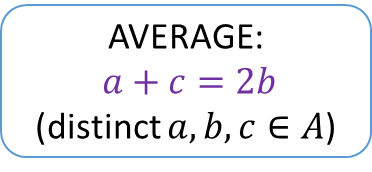 AVERAGE:
a + c = 2b
(distinct a, b, c ∈ A)